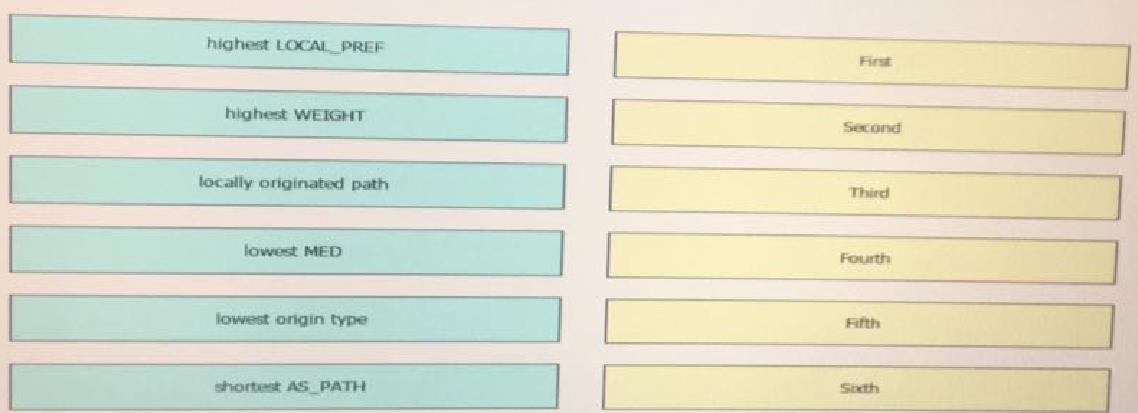 highest LOCAL_PREF
First
highest WEIGHT
Second
locally originated path
Third
lowest MED
Fourth
lowest origin type
Fifth
shortest AS_PATH
Sixth